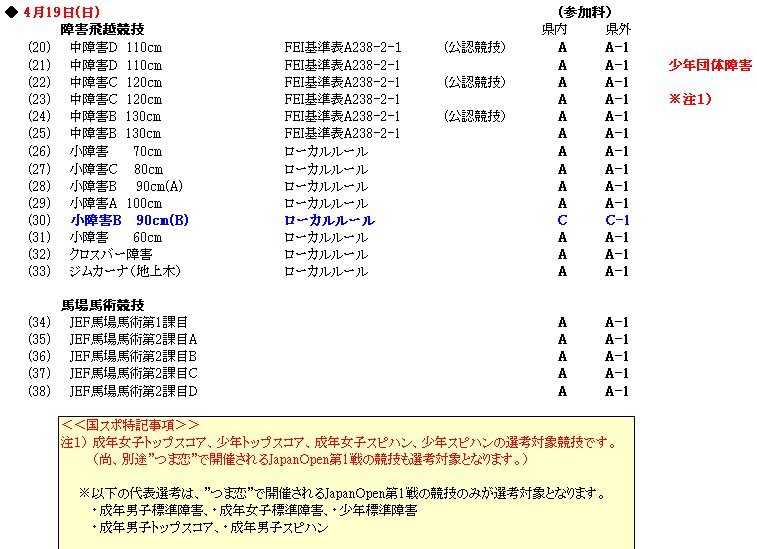 ◆ 4月19日(日) (参加料)
障害飛越競技 県内 県外
(20) 中障害D 110cm FEI基準表A238-2-1 (公認競技) A A-1
(21) 中障害D 110cm FEI基準表A238-2-1 A A-1 少年団体障害
(22) 中障害C 120cm FEI基準表A238-2-1 (公認競技) A A-1
(23) 中障害C 120cm FEI基準表A238-2-1 A A-1 ※注1)
(24) 中障害B 130cm FEI基準表A238-2-1 (公認競技) A A-1
(25) 中障害B 130cm FEI基準表A238-2-1 A A-1
(26) 小障害 70cm ローカルルール A A-1
(27) 小障害C 80cm ローカルルール A A-1
(28) 小障害B 90cm(A) ローカルルール A A-1
(29) 小障害A 100cm ローカルルール A A-1
(30) 小障害B 90cm(B) ローカルルール C C-1
(31) 小障害 60cm ローカルルール A A-1
(32) クロスバー障害 ローカルルール A A-1
(33) ジムカーナ(地上木) ローカルルール A A-1
馬場馬術競技
(34) JEF馬場馬術第1課目 A A-1
(35) JEF馬場馬術第2課目A A A-1
(36) JEF馬場馬術第2課目B A A-1
(37) JEF馬場馬術第2課目C A A-1
(38) JEF馬場馬術第2課目D A A-1
<<国スポ特記事項>>
注1) 成年女子トップスコア、少年トップスコア、成年女子スピハン、少年スピハンの選考対象競技です。
(尚、別途"つま恋"で開催されるJapanOpen第1戦の競技も選考対象となります。)
※以下の代表選考は、"つま恋"で開催されるJapanOpen第1戦の競技のみが選考対象となります。
・成年男子標準障害、・成年女子標準障害、・少年標準障害
・成年男子トップスコア、・成年男子スピハン